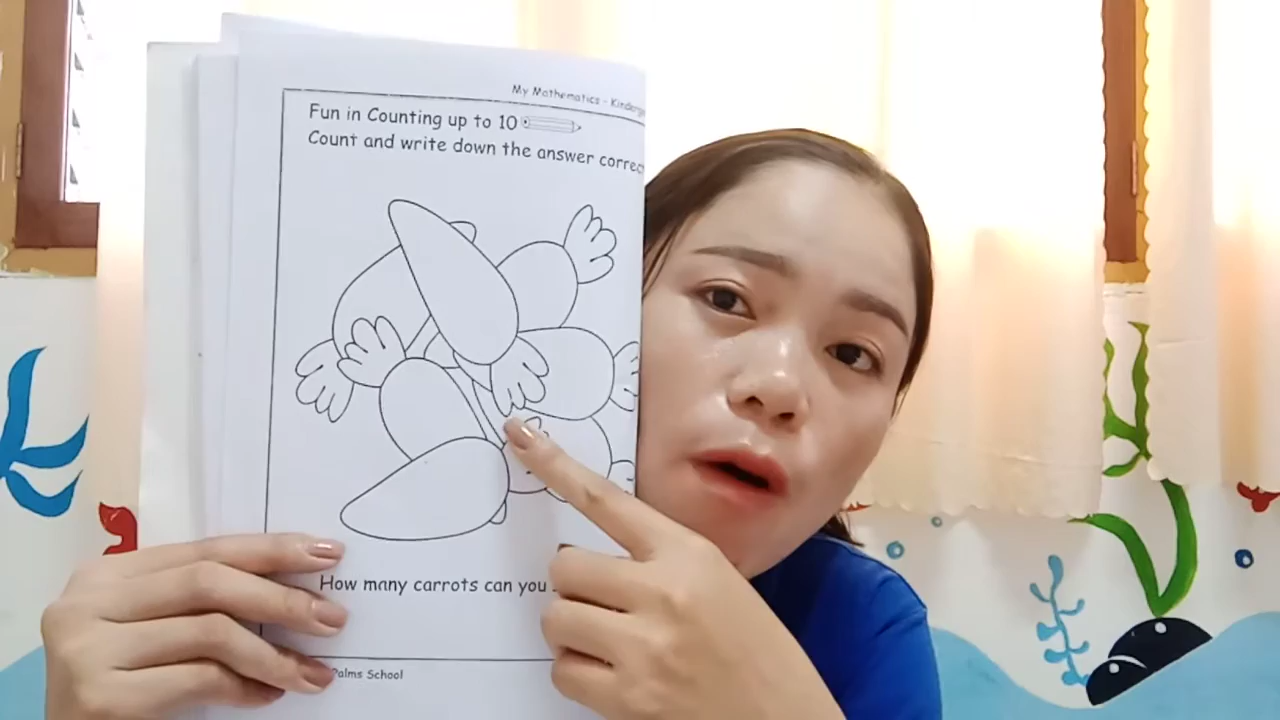 My Mathematics - Kinderga
Fun in Counting up to 10
Count and write down the answer correc
How many carrots can you
Palms School